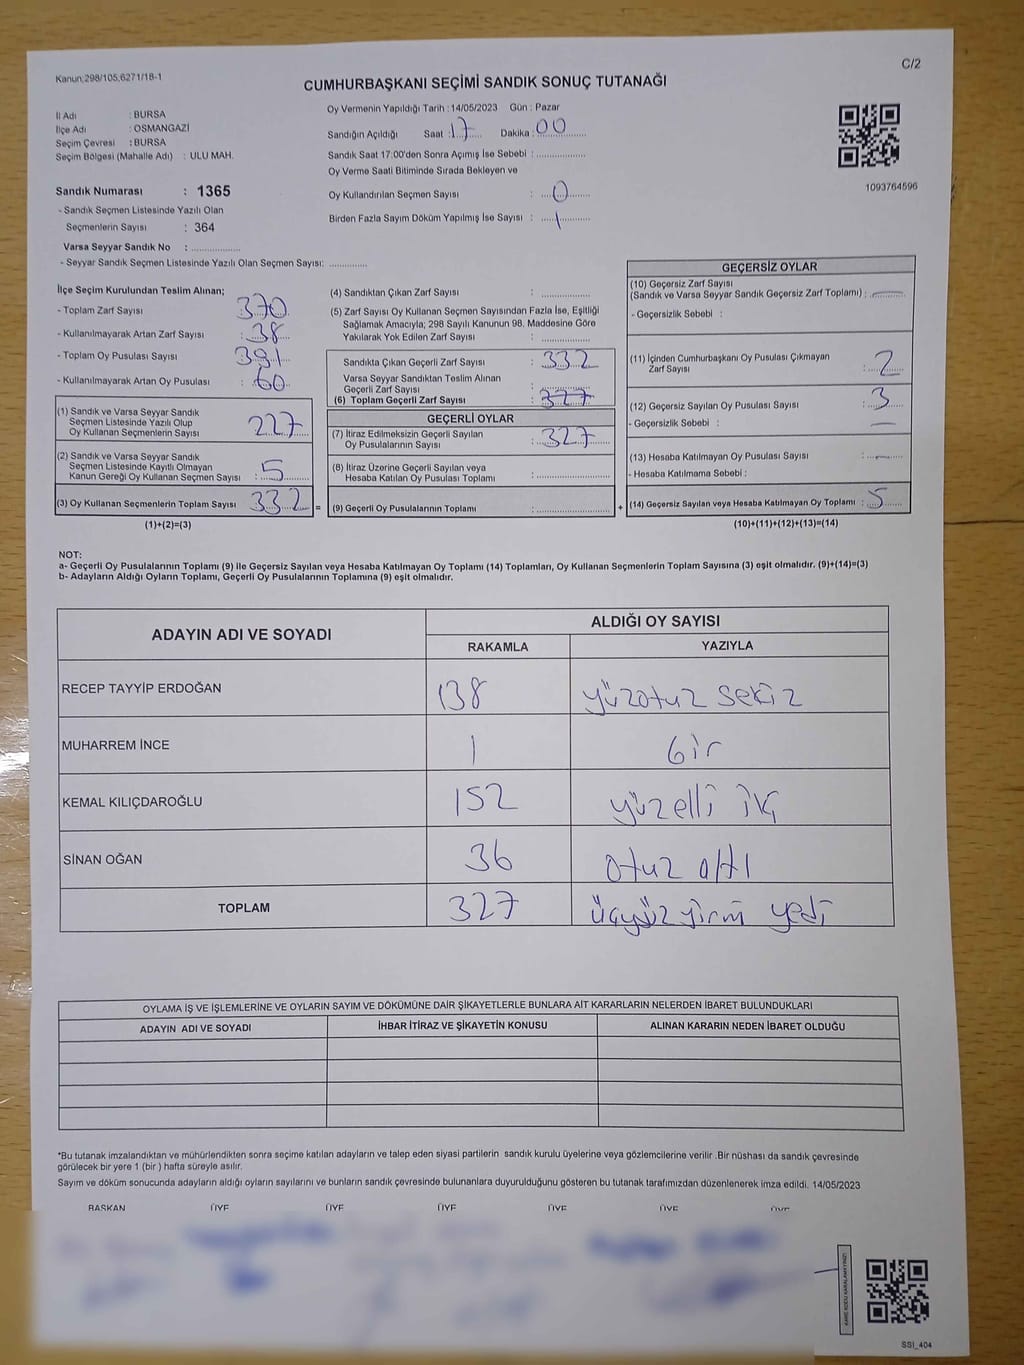 Kanun;298/105,6271/18-1
C/2
CUMHURBAŞKANI SEÇİMİ SANDIK SONUÇ TUTANAĞI
İl Adı : BURSA
İlçe Adı : OSMANGAZİ
Seçim Çevresi : BURSA
Seçim Bölgesi (Mahalle Adı) : ULU MAH.
Sandık Numarası : 1365
- Sandık Seçmen Listesinde Yazılı Olan
Seçmenlerin Sayısı : 364
Varsa Seyyar Sandık No : ................
- Seyyar Sandık Seçmen Listesinde Yazılı Olan Seçmen Sayısı: ............
Oy Vermenin Yapıldığı Tarih : 14/05/2023 Gün : Pazar
Sandığın Açıldığı Saat : 17 Dakika : 00
Sandık Saat 17:00'den Sonra Açımış İse Sebebi : ................
Oy Verme Saati Bitiminde Sırada Bekleyen ve
Oy Kullandırılan Seçmen Sayısı : 0
Birden Fazla Sayım Döküm Yapılmış İse Sayısı : 1
1093764596
İlçe Seçim Kurulundan Teslim Alınan;
- Toplam Zarf Sayısı : 370
- Kullanılmayarak Artan Zarf Sayısı : 38
- Toplam Oy Pusulası Sayısı : 391
- Kullanılmayarak Artan Oy Pusulası : 60
(1) Sandık ve Varsa Seyyar Sandık
Seçmen Listesinde Yazılı Olup
Oy Kullanan Seçmenlerin Sayısı : 227
(2) Sandık ve Varsa Seyyar Sandık
Seçmen Listesinde Kayıtlı Olmayan
Kanun Gereği Oy Kullanan Seçmen Sayısı : 5
(3) Oy Kullanan Seçmenlerin Toplam Sayısı : 332 =
(1)+(2)=(3)
(4) Sandıktan Çıkan Zarf Sayısı : ................
(5) Zarf Sayısı Oy Kullanan Seçmen Sayısından Fazla İse, Eşitliği
Sağlamak Amacıyla; 298 Sayılı Kanunun 98. Maddesine Göre
Yakılarak Yok Edilen Zarf Sayısı : ................
Sandıkta Çıkan Geçerli Zarf Sayısı : 332
Varsa Seyyar Sandıktan Teslim Alınan
Geçerli Zarf Sayısı : ................
(6) Toplam Geçerli Zarf Sayısı : 327
GEÇERLİ OYLAR
(7) İtiraz Edilmeksizin Geçerli Sayılan
Oy Pusulalarının Sayısı : 327
(8) İtiraz Üzerine Geçerli Sayılan veya
Hesaba Katılan Oy Pusulası Toplamı : ................
(9) Geçerli Oy Pusulalarının Toplamı : ................ +
GEÇERSİZ OYLAR
(10) Geçersiz Zarf Sayısı
(Sandık ve Varsa Seyyar Sandık Geçersiz Zarf Toplamı) : —
- Geçersizlik Sebebi :
(11) İçinden Cumhurbaşkanı Oy Pusulası Çıkmayan
Zarf Sayısı : 2
(12) Geçersiz Sayılan Oy Pusulası Sayısı : 3
- Geçersizlik Sebebi : —
(13) Hesaba Katılmayan Oy Pusulası Sayısı : —
- Hesaba Katılmama Sebebi :
(14) Geçersiz Sayılan veya Hesaba Katılmayan Oy Toplamı : 5
(10)+(11)+(12)+(13)=(14)
NOT:
a- Geçerli Oy Pusulalarının Toplamı (9) ile Geçersiz Sayılan veya Hesaba Katılmayan Oy Toplamı (14) Toplamları, Oy Kullanan Seçmenlerin Toplam Sayısına (3) eşit olmalıdır. (9)+(14)=(3)
b- Adayların Aldığı Oyların Toplamı, Geçerli Oy Pusulalarının Toplamına (9) eşit olmalıdır.
ADAYIN ADI VE SOYADI ALDIĞI OY SAYISI
RAKAMLA YAZIYLA
RECEP TAYYİP ERDOĞAN 138 yüzotuz sekiz
MUHARREM İNCE 1 bir
KEMAL KILIÇDAROĞLU 152 yüzelli iki
SİNAN OĞAN 36 otuz altı
TOPLAM 327 üçyüzyirmi yedi
OYLAMA İŞ VE İŞLEMLERİNE VE OYLARIN SAYIM VE DÖKÜMÜNE DAİR ŞİKAYETLERLE BUNLARA AİT KARARLARIN NELERDEN İBARET BULUNDUKLARI
ADAYIN ADI VE SOYADI İHBAR İTİRAZ VE ŞİKAYETİN KONUSU ALINAN KARARIN NEDEN İBARET OLDUĞU
*Bu tutanak imzalandıktan ve mühürlendikten sonra seçime katılan adayların ve talep eden siyasi partilerin sandık kurulu üyelerine veya gözlemcilerine verilir .Bir nüshası da sandık çevresinde
görülecek bir yere 1 (bir ) hafta süreyle asılır.
Sayım ve döküm sonucunda adayların aldığı oyların sayılarını ve bunların sandık çevresinde bulunanlara duyurulduğunu gösteren bu tutanak tarafımızdan düzenlenerek imza edildi. 14/05/2023
BAŞKAN ÜYE ÜYE ÜYE ÜYE ÜYE ÜYE
SSİ_404